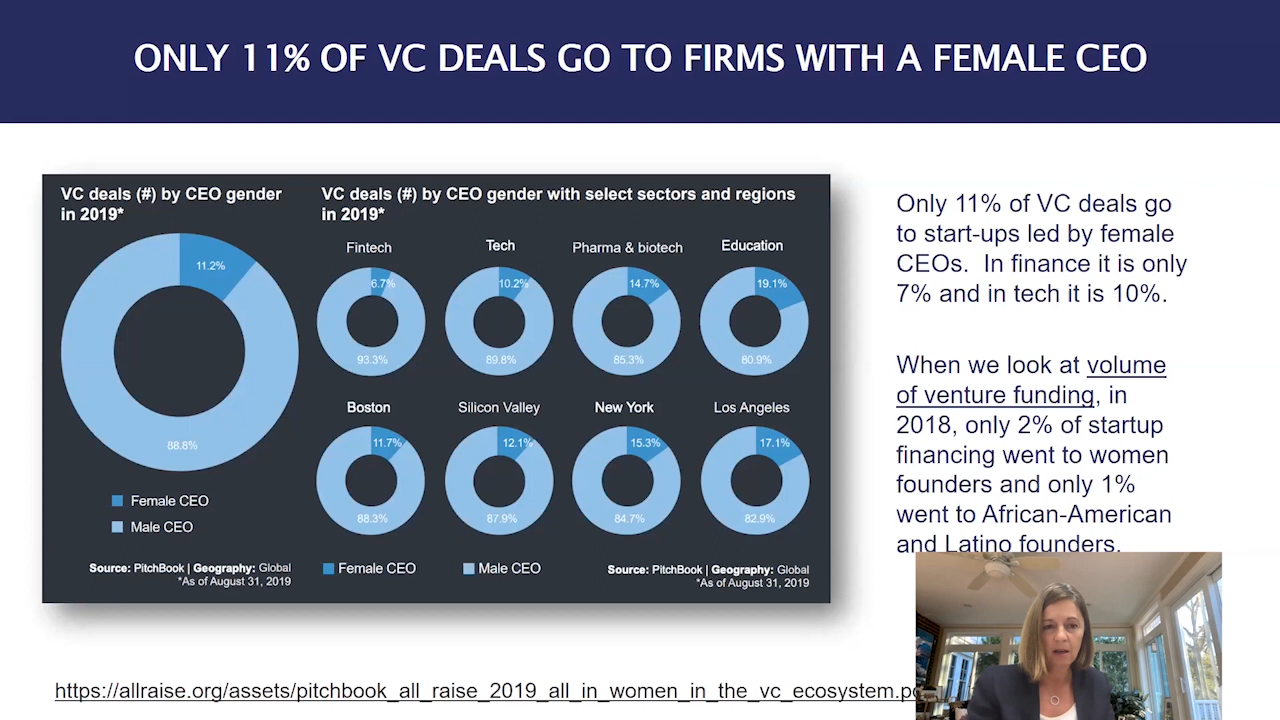 ONLY 11% OF VC DEALS GO TO FIRMS WITH A FEMALE CEO
VC deals (#) by CEO gender
in 2019*
11.2%
88.8%
Female CEO
Male CEO
Source: PitchBook | Geography: Global
*As of August 31, 2019
VC deals (#) by CEO gender with select sectors and regions
in 2019*
Fintech
Tech
Pharma & biotech
Education
6.7%
10.2%
14.7%
19.1%
93.3%
89.8%
85.3%
80.9%
Boston
Silicon Valley
New York
Los Angeles
11.7%
12.1%
15.3%
17.1%
88.3%
87.9%
84.7%
82.9%
Female CEO
Male CEO
Source: PitchBook | Geography: Global
*As of August 31, 2019
Only 11% of VC deals go
to start-ups led by female
CEOs.  In finance it is only
7% and in tech it is 10%.
When we look at volume
of venture funding, in
2018, only 2% of startup
financing went to women
founders and only 1%
went to African-American
and Latino founders.
https://allraise.org/assets/pitchbook_all_raise_2019_all_in_women_in_the_vc_ecosystem.p